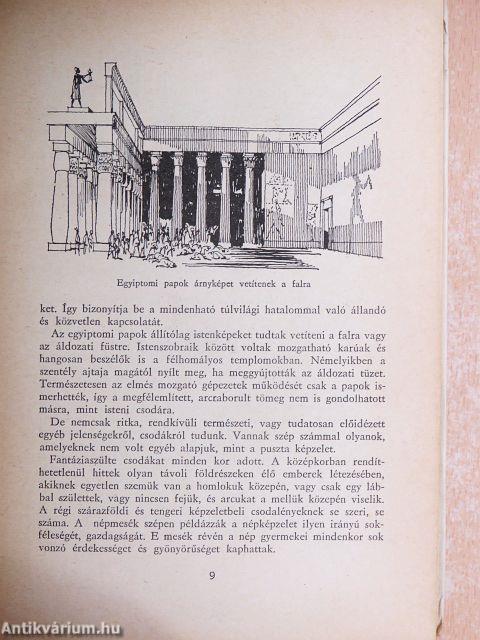 Egyiptomi papok árnyképet vetítenek a falra
ket. Így bizonyítja be a mindenható túlvilági hatalommal való állandó
és közvetlen kapcsolatát.
Az egyiptomi papok állítólag istenképeket tudtak vetíteni a falra vagy
az áldozati füstre. Istenszobraik között voltak mozgatható karúak és
hangosan beszélők is a félhomályos templomokban. Némelyikben a
szentély ajtaja magától nyílt meg, ha meggyújtották az áldozati tüzet.
Természetesen az elmés mozgató gépezetek működését csak a papok is-
merhették, így a megfélemlített, arcraborult tömeg nem is gondolhatott
másra, mint isteni csodára.
De nemcsak ritka, rendkívüli természeti, vagy tudatosan előidézett
egyéb jelenségekről, csodákról tudunk. Vannak szép számmal olyanok,
amelyeknek nem volt egyéb alapjuk, mint a puszta képzelet.
Fantáziaszülte csodákat minden kor adott. A középkorban rendít-
hetetlenül hittek olyan távoli földrészeken élő emberek létezésében,
akiknek egyetlen szemük van a homlokuk közepén, vagy csak egy láb-
bal születtek, vagy nincsen fejük, és arcukat a mellük közepén viselik.
A régi szárazföldi és tengeri képzeletbeli csodalényeknek se szeri, se
száma. A népmesék szépen példázzák a népképzelet ilyen irányú sok-
féleségét, gazdagságát. E mesék révén a nép gyermekei mindenkor sok
vonzó érdekességet és gyönyörűséget kaphattak.
9
Antikvárium.hu